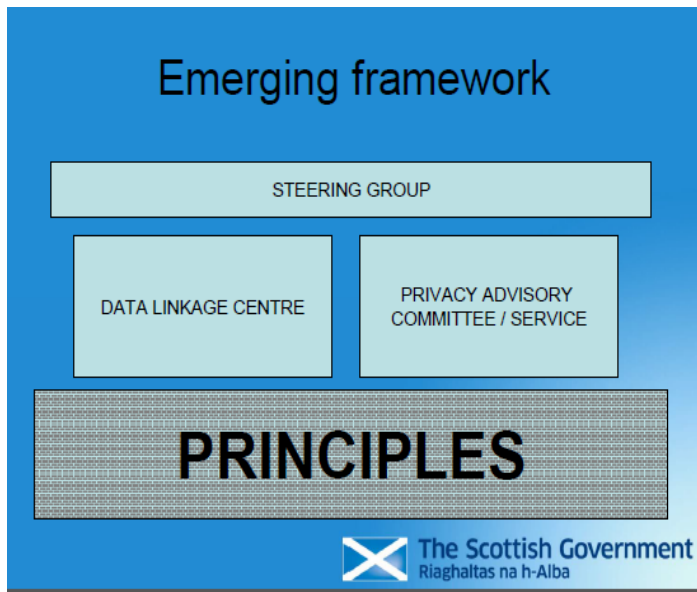 Emerging framework
STEERING GROUP
DATA LINKAGE CENTRE
PRIVACY ADVISORY
COMMITTEE / SERVICE
PRINCIPLES
The Scottish Government
Riaghaltas na h-Alba